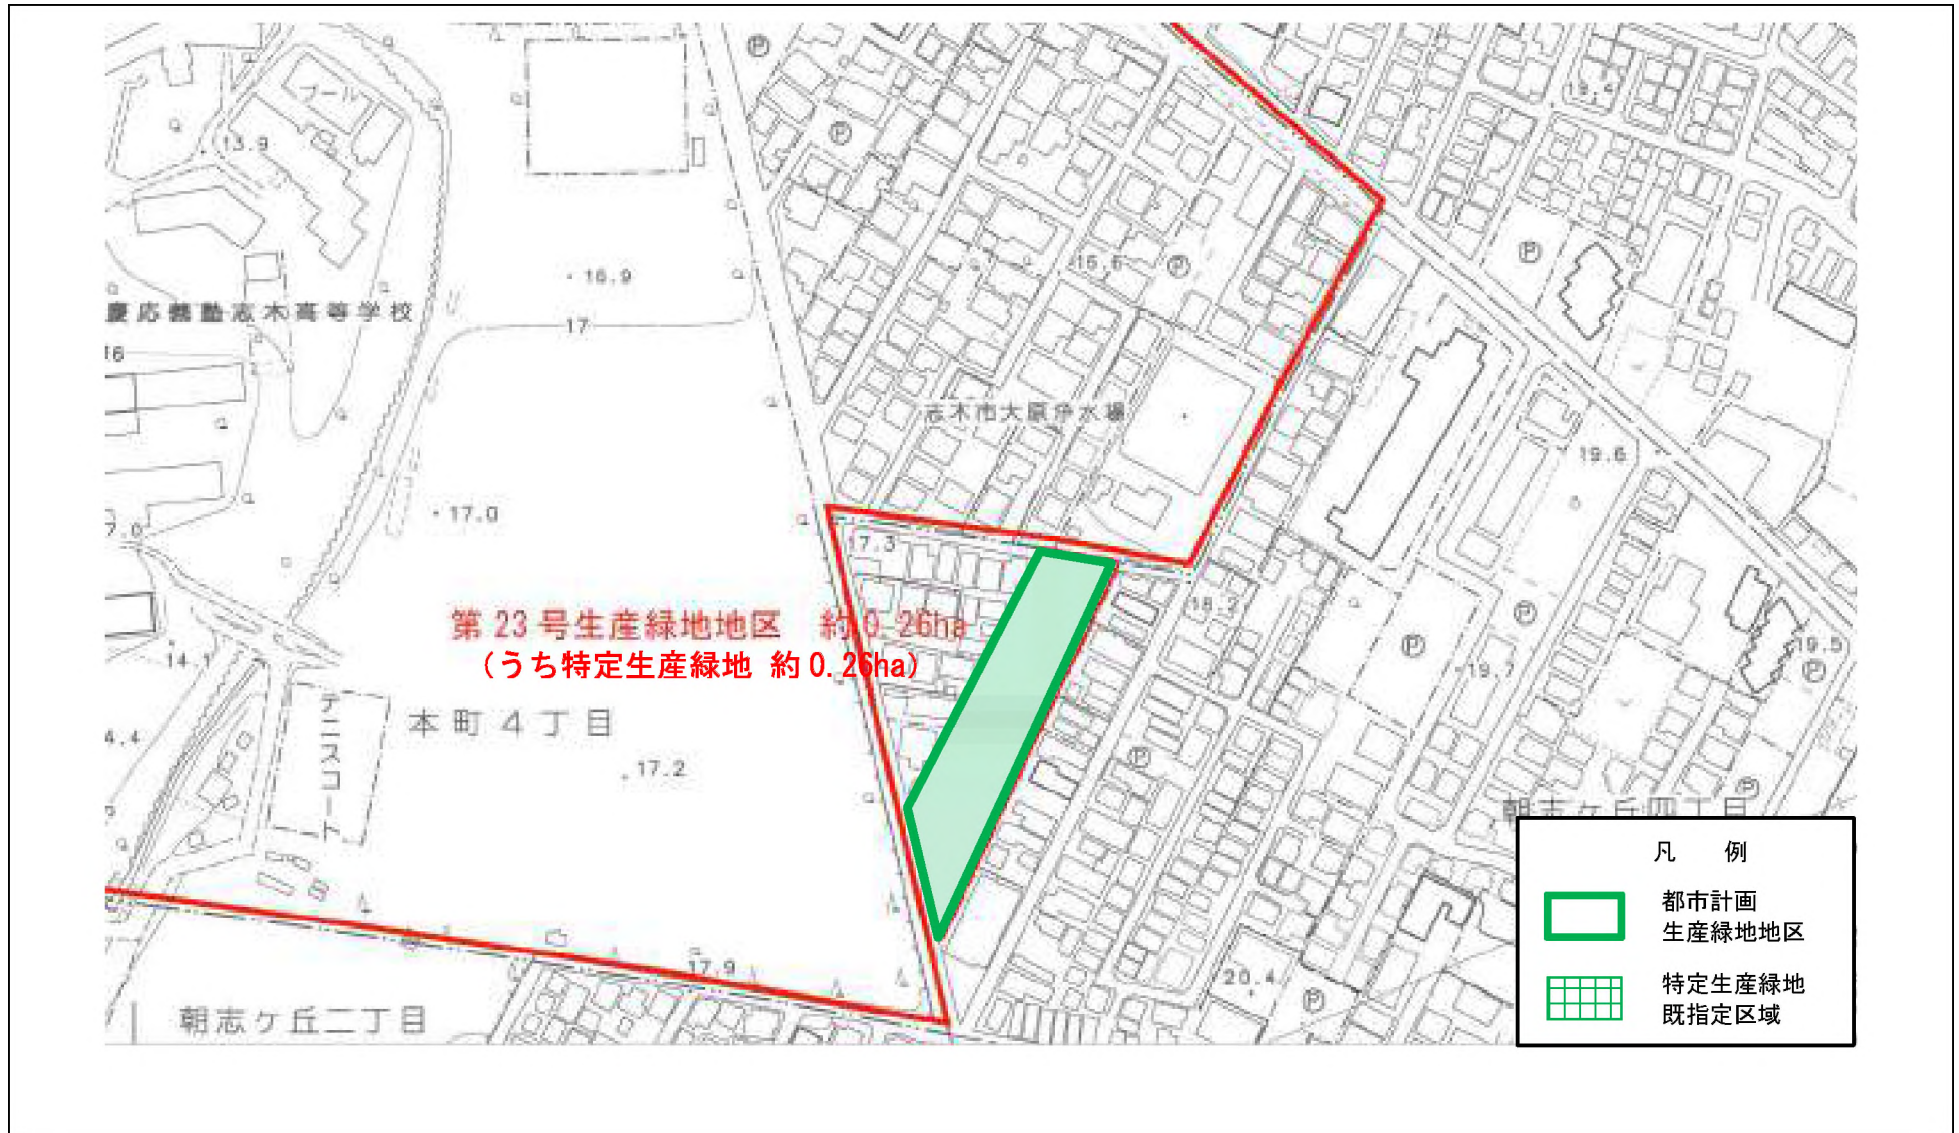 プール
13.9
19.4
16.9
16.6
慶応義塾志木高等学校
17
16
志木市大原浄水場
19.6
17.0
7.0
17.3
18.2
第23号生産緑地地区　約0.26ha
（うち特定生産緑地 約0.26ha）
14.1
19.5
19.7
テニスコート
本町4丁目
4.4
17.2
朝志ケ丘四丁目
凡　例
都市計画
生産緑地地区
特定生産緑地
既指定区域
17.9
20.4
朝志ケ丘二丁目
P
P
P
P
P
P
P
P
P
P